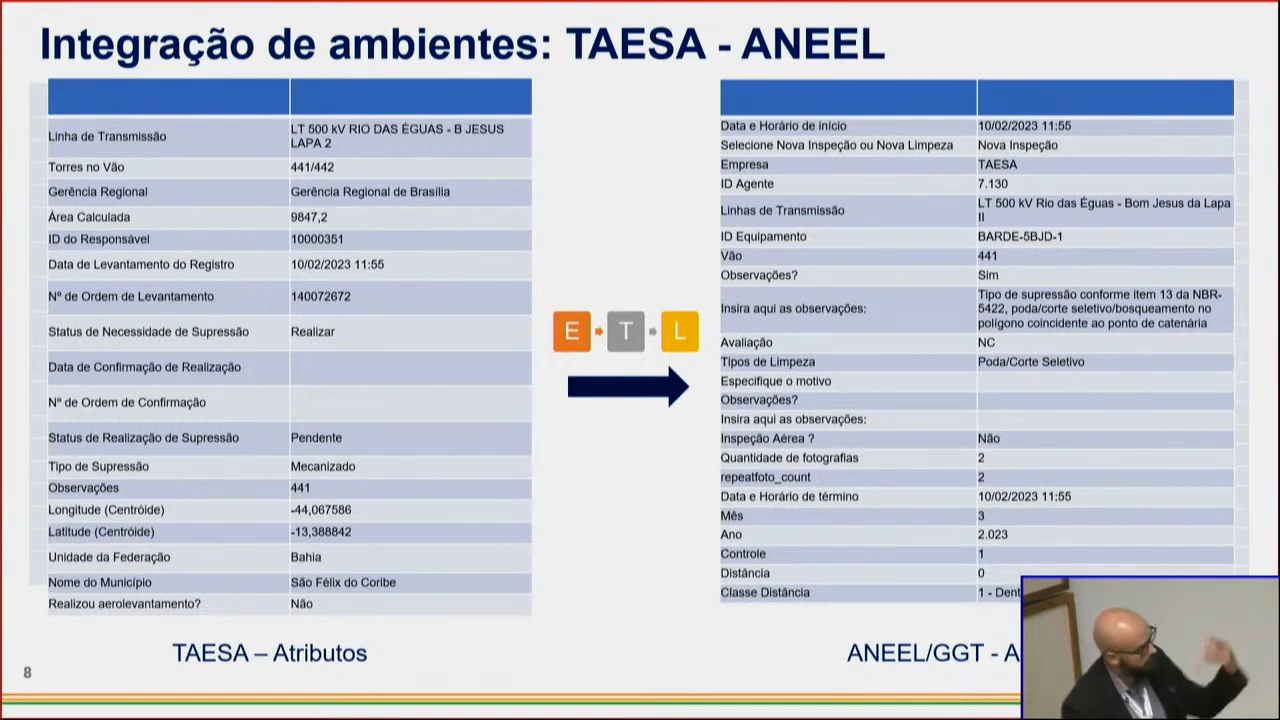 Integração de ambientes: TAESA - ANEEL
Linha de Transmissão LT 500 kV RIO DAS ÉGUAS - B JESUS
LAPA 2
Torres no Vão 441/442
Gerência Regional Gerência Regional de Brasília
Área Calculada 9847,2
ID do Responsável 10000351
Data de Levantamento do Registro 10/02/2023 11:55
Nº de Ordem de Levantamento 140072672
Status de Necessidade de Supressão Realizar
Data de Confirmação de Realização
Nº de Ordem de Confirmação
Status de Realização de Supressão Pendente
Tipo de Supressão Mecanizado
Observações 441
Longitude (Centróide) -44,067586
Latitude (Centróide) -13,388842
Unidade da Federação Bahia
Nome do Município São Félix do Coribe
Realizou aerolevantamento? Não
TAESA – Atributos
E T L
Data e Horário de início 10/02/2023 11:55
Selecione Nova Inspeção ou Nova Limpeza Nova Inspeção
Empresa TAESA
ID Agente 7.130
Linhas de Transmissão LT 500 kV Rio das Éguas - Bom Jesus da Lapa
II
ID Equipamento BARDE-5BJD-1
Vão 441
Observações? Sim
Insira aqui as observações: Tipo de supressão conforme item 13 da NBR-
5422, poda/corte seletivo/bosqueamento no
polígono coincidente ao ponto de catenária
Avaliação NC
Tipos de Limpeza Poda/Corte Seletivo
Especifique o motivo
Observações?
Insira aqui as observações:
Inspeção Aérea ? Não
Quantidade de fotografias 2
repeatfoto_count 2
Data e Horário de término 10/02/2023 11:55
Mês 3
Ano 2.023
Controle 1
Distância 0
Classe Distância 1 -
ANEEL/GGT -
8